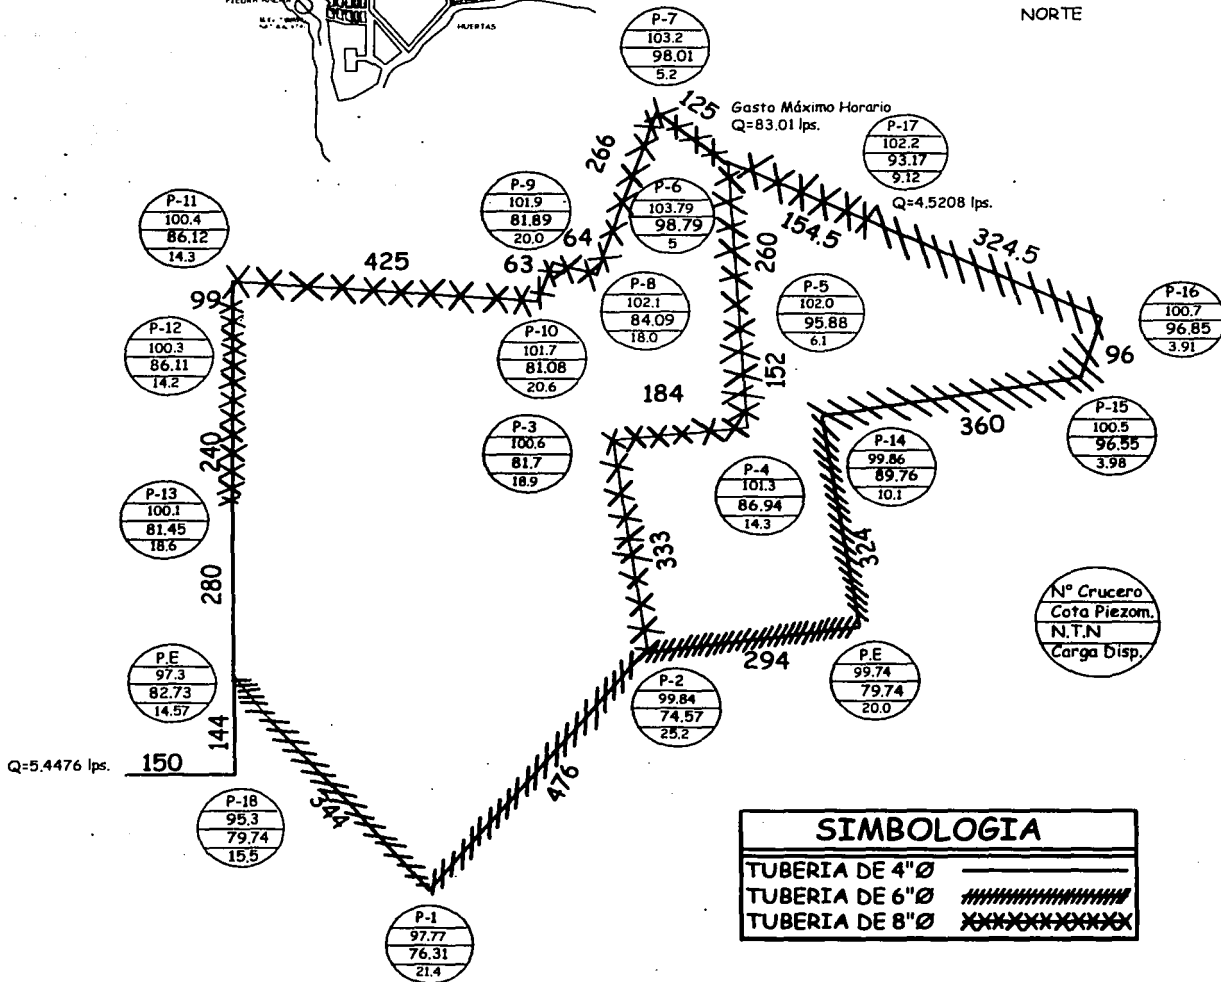 HUERTAS
NORTE
P-7
103.2
98.01
5.2
125
Gasto Máximo Horario
Q=83.01 lps.
P-17
102.2
93.17
9.12
Q=4.5208 lps.
266
P-9
101.9
81.89
20.0
P-6
103.79
98.79
5
P-11
100.4
86.12
14.3
64
63
425
260
154.5
324.5
99
P-12
100.3
86.11
14.2
P-10
101.7
81.08
20.6
P-8
102.1
84.09
18.0
P-5
102.0
95.88
6.1
P-16
100.7
96.85
3.91
96
152
184
360
P-15
100.5
96.55
3.98
P-3
100.6
81.7
18.9
P-14
99.86
89.76
10.1
240
P-4
101.3
86.94
14.3
P-13
100.1
81.45
18.6
333
324
280
N° Crucero
Cota Piezom.
N.T.N
Carga Disp.
P.E
97.3
82.73
14.57
294
P-2
99.84
74.57
25.2
P.E
99.74
79.74
20.0
144
Q=5.4476 lps.
150
476
344
P-18
95.3
79.74
15.5
P-1
97.77
76.31
21.4
SIMBOLOGIA
TUBERIA DE 4"Ø
TUBERIA DE 6"Ø
TUBERIA DE 8"Ø